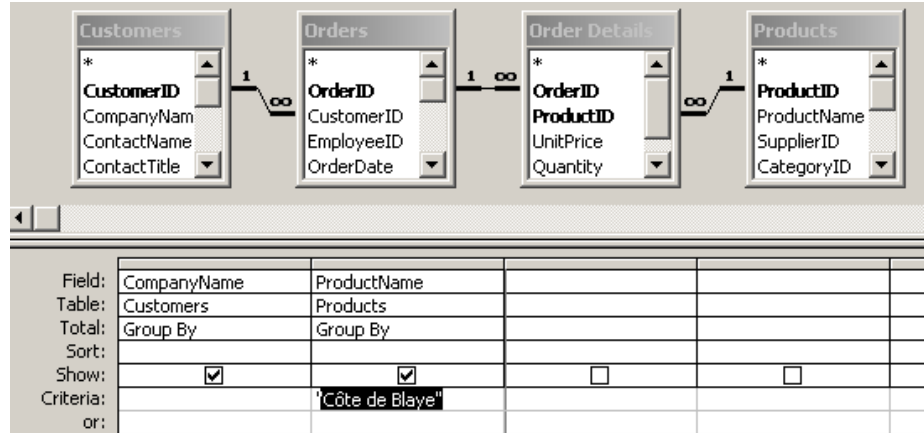 Customers
*
CustomerID
CompanyNam
ContactName
ContactTitle
1
∞
Orders
*
OrderID
CustomerID
EmployeeID
OrderDate
1
∞
Order Details
*
OrderID
ProductID
UnitPrice
Quantity
∞
1
Products
*
ProductID
ProductName
SupplierID
CategoryID
Field: CompanyName ProductName
Table: Customers Products
Total: Group By Group By
Sort:
Show:
Criteria: "Côte de Blaye"
or: